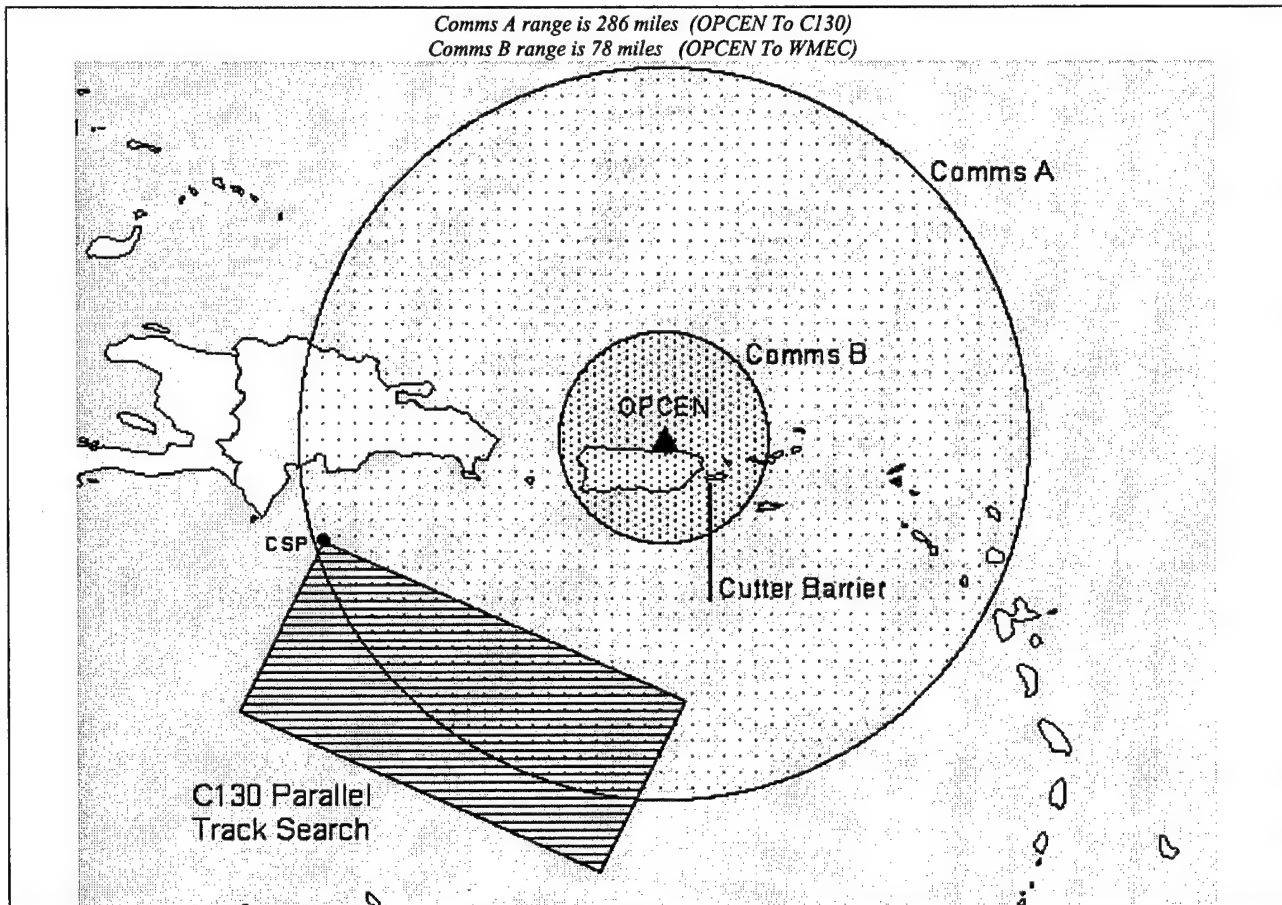 Comms A range is 286 miles (OPCEN To C130)
Comms B range is 78 miles (OPCEN To WMEC)
Comms A
Comms B
OPCEN
CSP
Cutter Barrier
C130 Parallel
Track Search